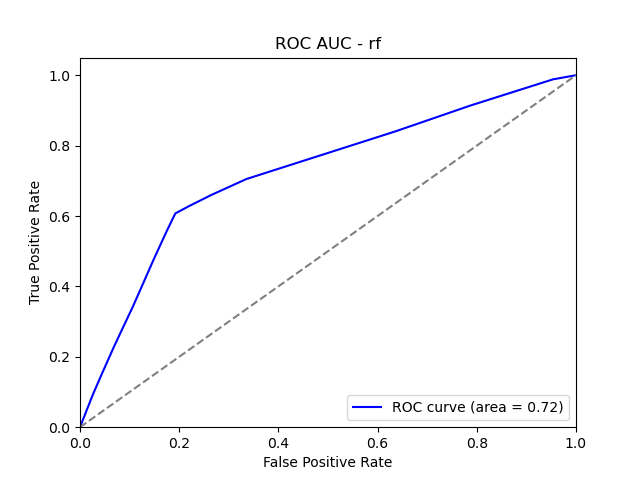 ROC AUC - rf
1.0
0.8
0.6
0.4
0.2
0.0
True Positive Rate
ROC curve (area = 0.72)
0.0 0.2 0.4 0.6 0.8 1.0
False Positive Rate